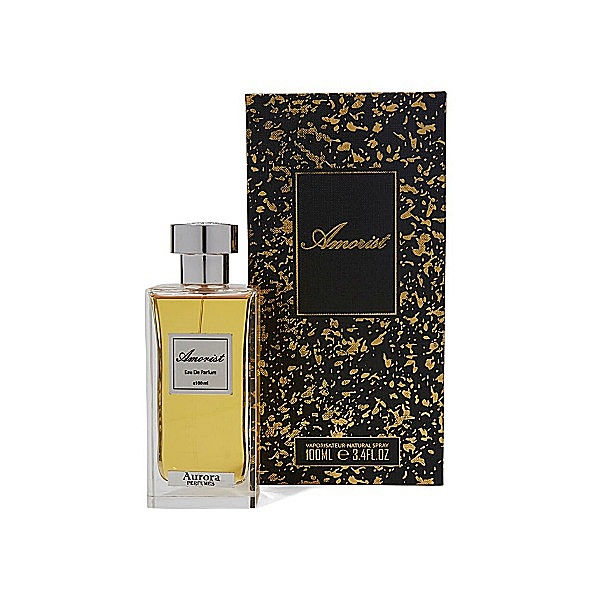 Amorist
VAPORISATEUR·NATURAL SPRAY
100ML e 3.4FL.OZ
Amorist
Eau De Parfum
e100ml
Aurora
PERFUMES